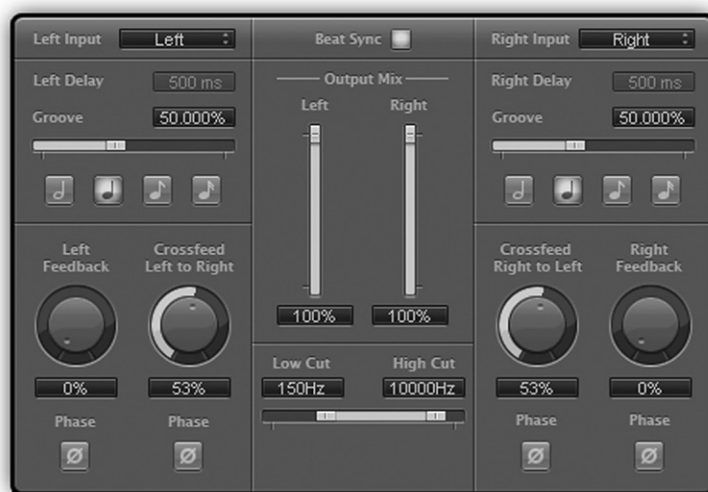 Left Input Left Beat Sync Right Input Right
Left Delay 500 ms Output Mix Right Delay 500 ms
Groove 50.000% Left Right Groove 50.000%
Left Feedback Crossfeed Left to Right Crossfeed Right to Left Right Feedback
100% 100%
Low Cut High Cut
0% 53% 150Hz 10000Hz 53% 0%
Phase Phase Phase Phase
Ø Ø Ø Ø